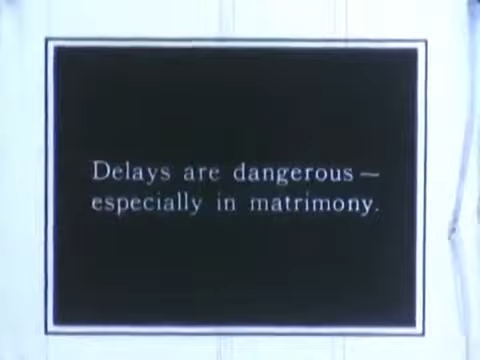 Delays are dangerous —
especially in matrimony.